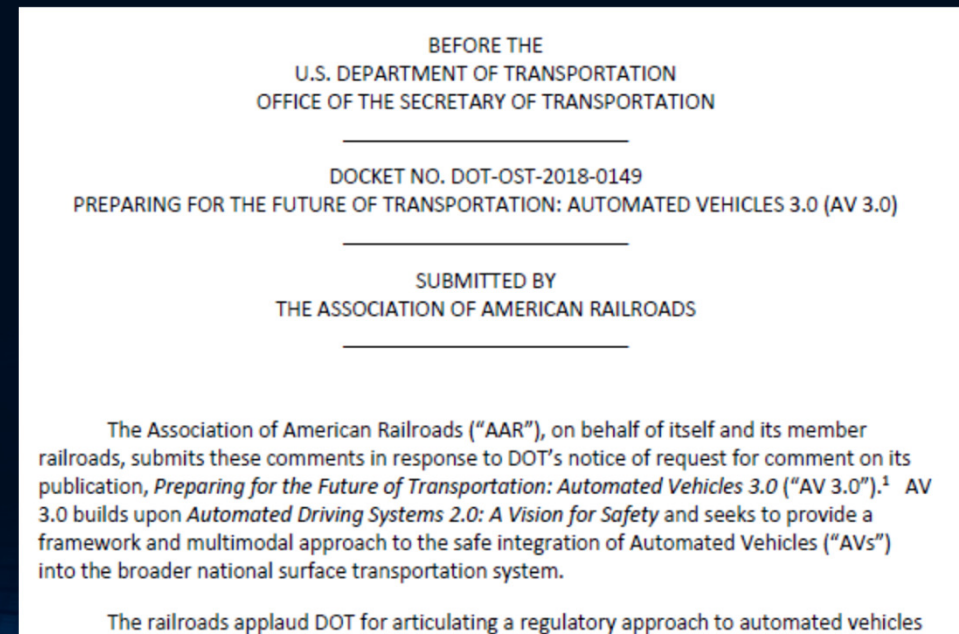 BEFORE THE
U.S. DEPARTMENT OF TRANSPORTATION
OFFICE OF THE SECRETARY OF TRANSPORTATION
DOCKET NO. DOT-OST-2018-0149
PREPARING FOR THE FUTURE OF TRANSPORTATION: AUTOMATED VEHICLES 3.0 (AV 3.0)
SUBMITTED BY
THE ASSOCIATION OF AMERICAN RAILROADS
The Association of American Railroads (“AAR”), on behalf of itself and its member
railroads, submits these comments in response to DOT’s notice of request for comment on its
publication, Preparing for the Future of Transportation: Automated Vehicles 3.0 (“AV 3.0”).¹ AV
3.0 builds upon Automated Driving Systems 2.0: A Vision for Safety and seeks to provide a
framework and multimodal approach to the safe integration of Automated Vehicles (“AVs”)
into the broader national surface transportation system.
The railroads applaud DOT for articulating a regulatory approach to automated vehicles